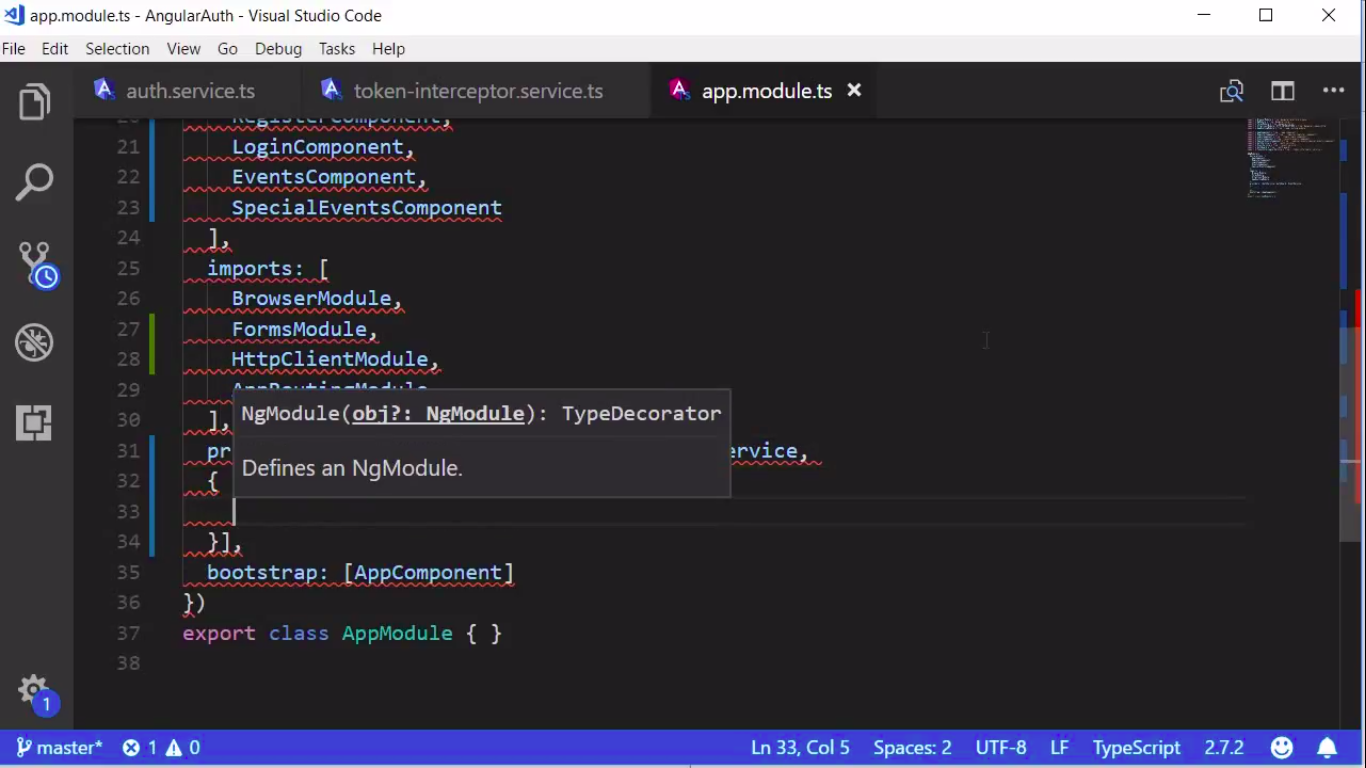 app.module.ts - AngularAuth - Visual Studio Code
File Edit Selection View Go Debug Tasks Help
auth.service.ts token-interceptor.service.ts app.module.ts
20 RegisterComponent,
21 LoginComponent,
22 EventsComponent,
23 SpecialEventsComponent
24 ],
25 imports: [
26 BrowserModule,
27 FormsModule,
28 HttpClientModule,
29 AppRoutingModule
30 ],
NgModule(obj?: NgModule): TypeDecorator
31 pr ervice,
Defines an NgModule.
32 {
33
34 }],
35 bootstrap: [AppComponent]
36 })
37 export class AppModule { }
38
1
master* 1 0 Ln 33, Col 5 Spaces: 2 UTF-8 LF TypeScript 2.7.2